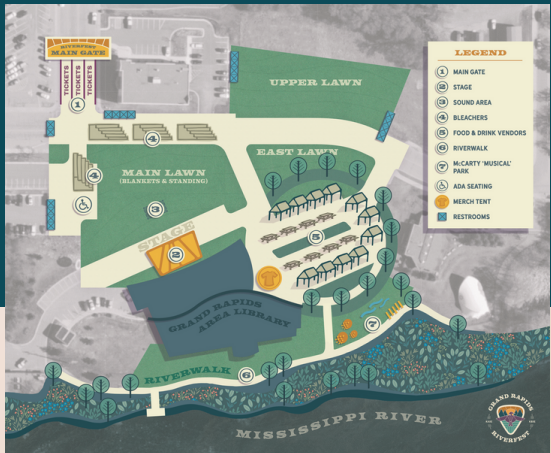 RIVERFEST
MAIN GATE
TICKETS
TICKETS
TICKETS
1
UPPER LAWN
4
EAST LAWN
4
MAIN LAWN
(BLANKETS & STANDING)
3
STAGE
2
5
GRAND RAPIDS
AREA LIBRARY
7
RIVERWALK
6
MISSISSIPPI RIVER
LEGEND
1 MAIN GATE
2 STAGE
3 SOUND AREA
4 BLEACHERS
5 FOOD & DRINK VENDORS
6 RIVERWALK
7 McCARTY 'MUSICAL'
PARK
ADA SEATING
MERCH TENT
RESTROOMS
GRAND RAPIDS
RIVERFEST